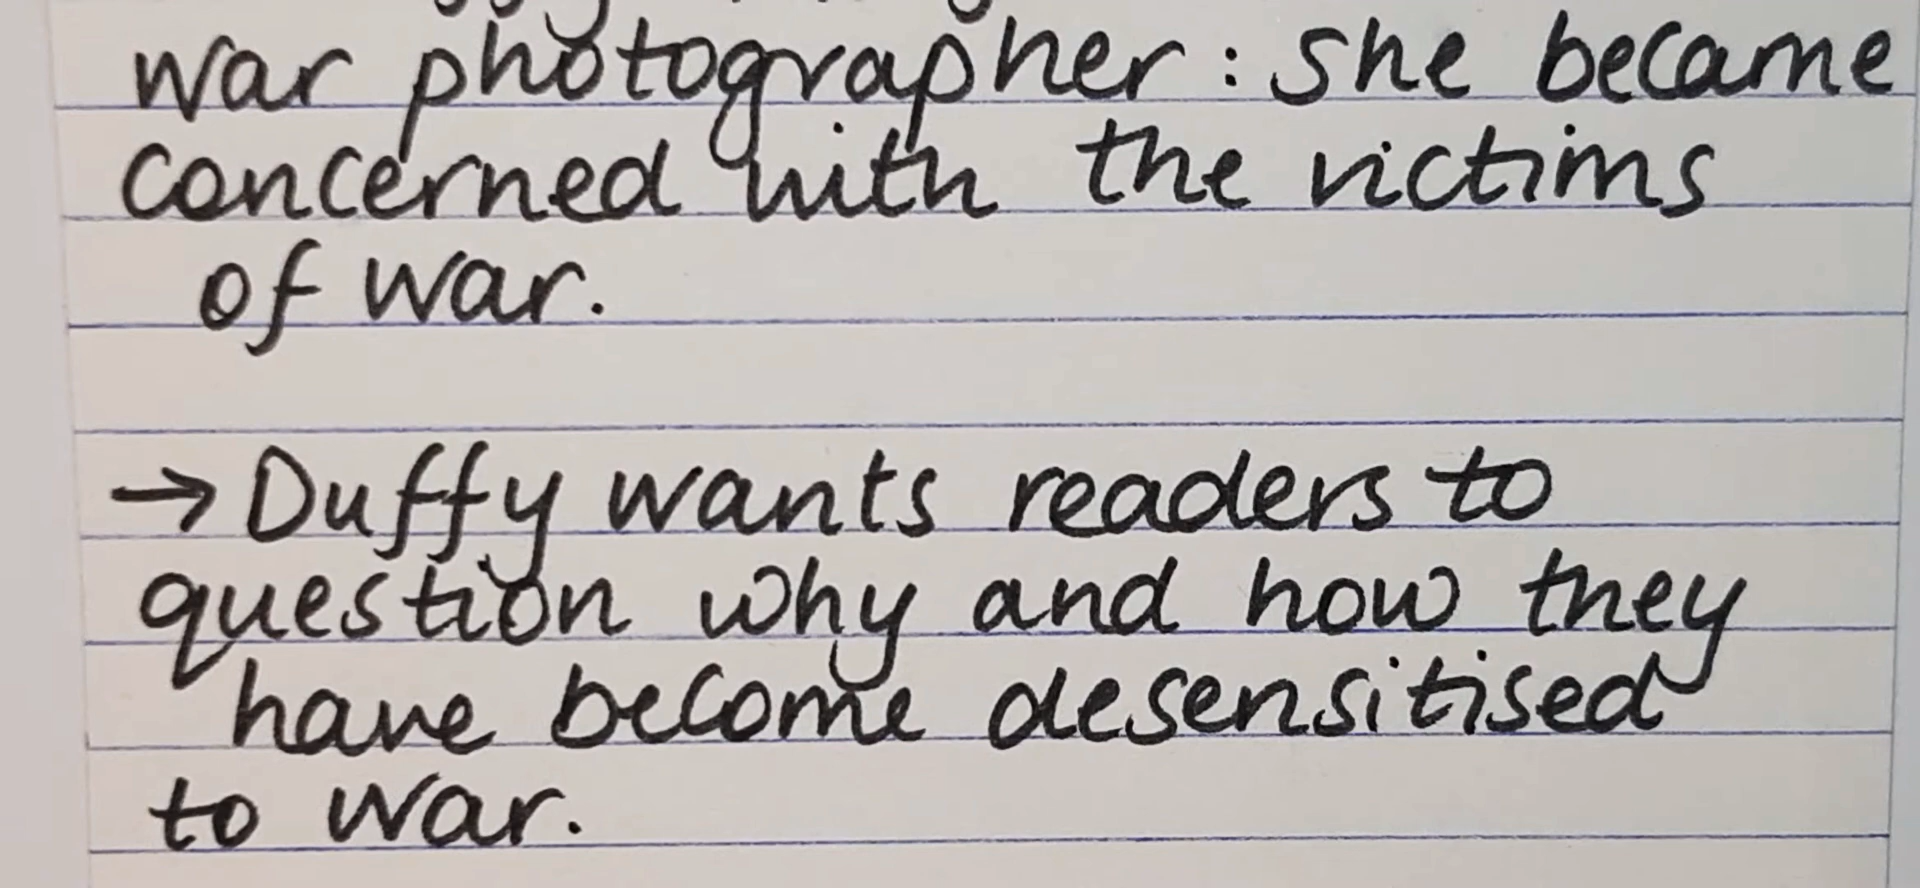 war photographer: she became
concerned with the victims
of war.
→ Duffy wants readers to
question why and how they
have become desensitised
to war.